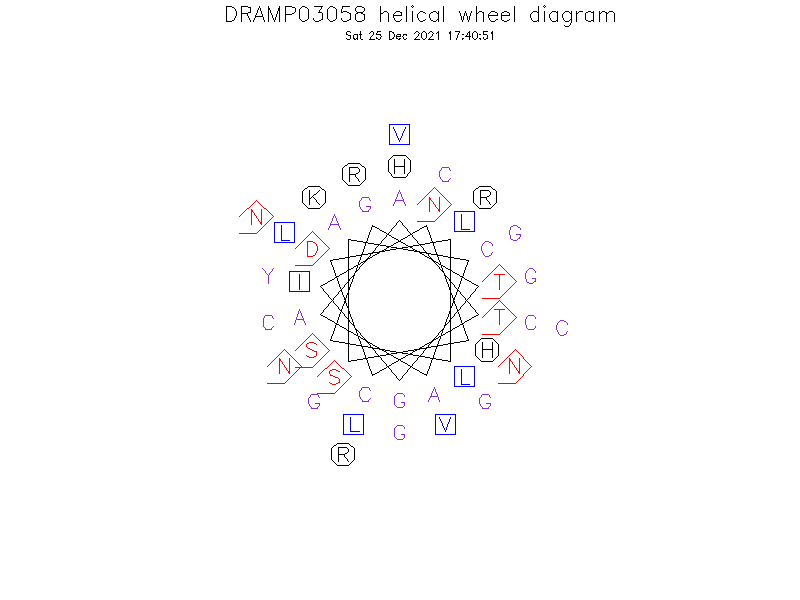 DRAMP03058 helical wheel diagram
Sat 25 Dec 2021 17:40:51
V
R H C
K R
G A N
N L A L
D C G
Y I T G
C A T C C
N S H N
S L
G C G A G
L G V
R